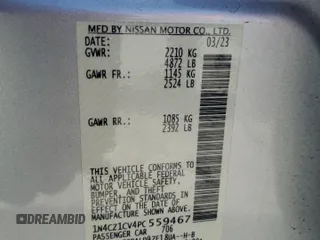 MFD BY NISSAN MOTOR CO., LTD.
DATE: 03/23
GVWR: 2210 KG
4872 LB
GAWR FR.: 1145 KG
2524 LB
GAWR RR.: 1085 KG
2392 LB
THIS VEHICLE CONFORMS TO ALL
APPLICABLE FEDERAL MOTOR
VEHICLE SAFETY,
BUMPER, AND THEFT
PREVENTION STANDARDS IN
EFFECT ON THE DATE OF
MANUFACTURE SHOWN ABOVE.
1N4CZ1CV4PC 559467
PASSENGER CAR 706
DREAMBID